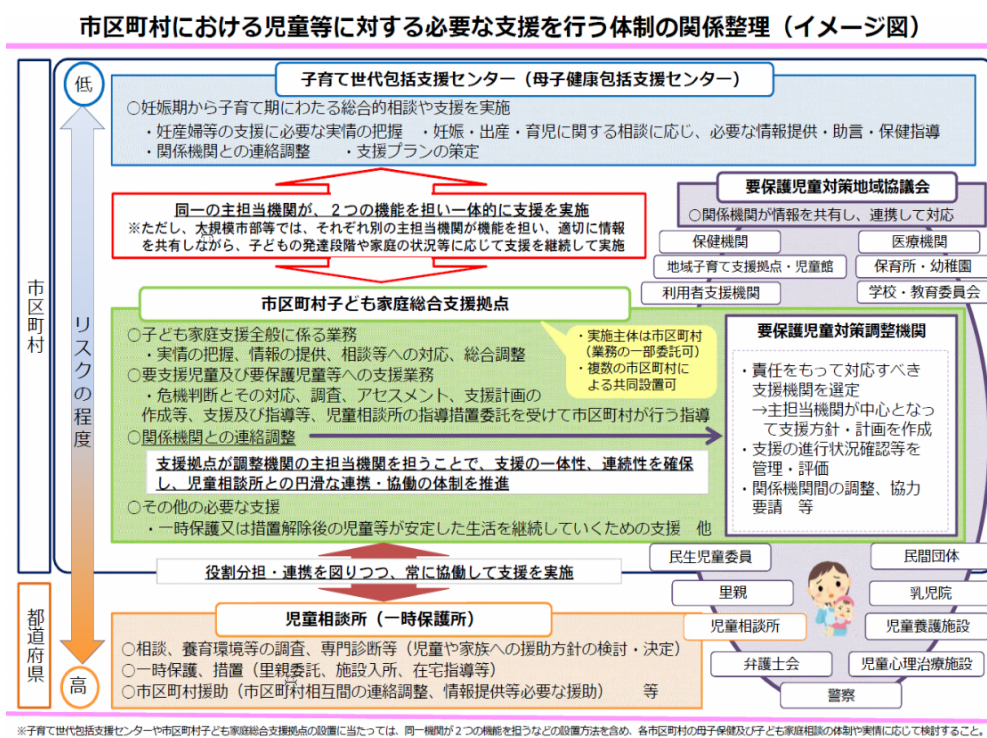 市区町村における児童等に対する必要な支援を行う体制の関係整理（イメージ図）
市区町村
都道府県
低
リスクの程度
高
子育て世代包括支援センター（母子健康包括支援センター）
○妊娠期から子育て期にわたる総合的相談や支援を実施
・妊産婦等の支援に必要な実情の把握　・妊娠・出産・育児に関する相談に応じ、必要な情報提供・助言・保健指導
・関係機関との連絡調整　　・支援プランの策定
同一の主担当機関が、２つの機能を担い一体的に支援を実施
※ただし、大規模市部等では、それぞれ別の主担当機関が機能を担い、適切に情報
を共有しながら、子どもの発達段階や家庭の状況等に応じて支援を継続して実施
要保護児童対策地域協議会
○関係機関が情報を共有し、連携して対応
保健機関
医療機関
地域子育て支援拠点・児童館
保育所・幼稚園
利用者支援機関
学校・教育委員会
市区町村子ども家庭総合支援拠点
○子ども家庭支援全般に係る業務
・実情の把握、情報の提供、相談等への対応、総合調整
○要支援児童及び要保護児童等への支援業務
・危機判断とその対応、調査、アセスメント、支援計画の
作成等、支援及び指導等、児童相談所の指導措置委託を受けて市区町村が行う指導
○関係機関との連絡調整
支援拠点が調整機関の主担当機関を担うことで、支援の一体性、連続性を確保
し、児童相談所との円滑な連携・協働の体制を推進
○その他の必要な支援
・一時保護又は措置解除後の児童等が安定した生活を継続していくための支援　他
・実施主体は市区町村
（業務の一部委託可）
・複数の市区町村に
よる共同設置可
要保護児童対策調整機関
・責任をもって対応すべき
支援機関を選定
→主担当機関が中心となっ
て支援方針・計画を作成
・支援の進行状況確認等を
管理・評価
・関係機関間の調整、協力
要請　等
役割分担・連携を図りつつ、常に協働して支援を実施
民生児童委員
民間団体
里親
乳児院
児童相談所
児童養護施設
弁護士会
児童心理治療施設
警察
児童相談所（一時保護所）
○相談、養育環境等の調査、専門診断等（児童や家族への援助方針の検討・決定）
○一時保護、措置（里親委託、施設入所、在宅指導等）
○市区町村援助（市区町村相互間の連絡調整、情報提供等必要な援助）　　等
※子育て世代包括支援センターや市区町村子ども家庭総合支援拠点の設置に当たっては、同一機関が２つの機能を担うなどの設置方法を含め、各市区町村の母子保健及び子ども家庭相談の体制や実情に応じて検討すること。